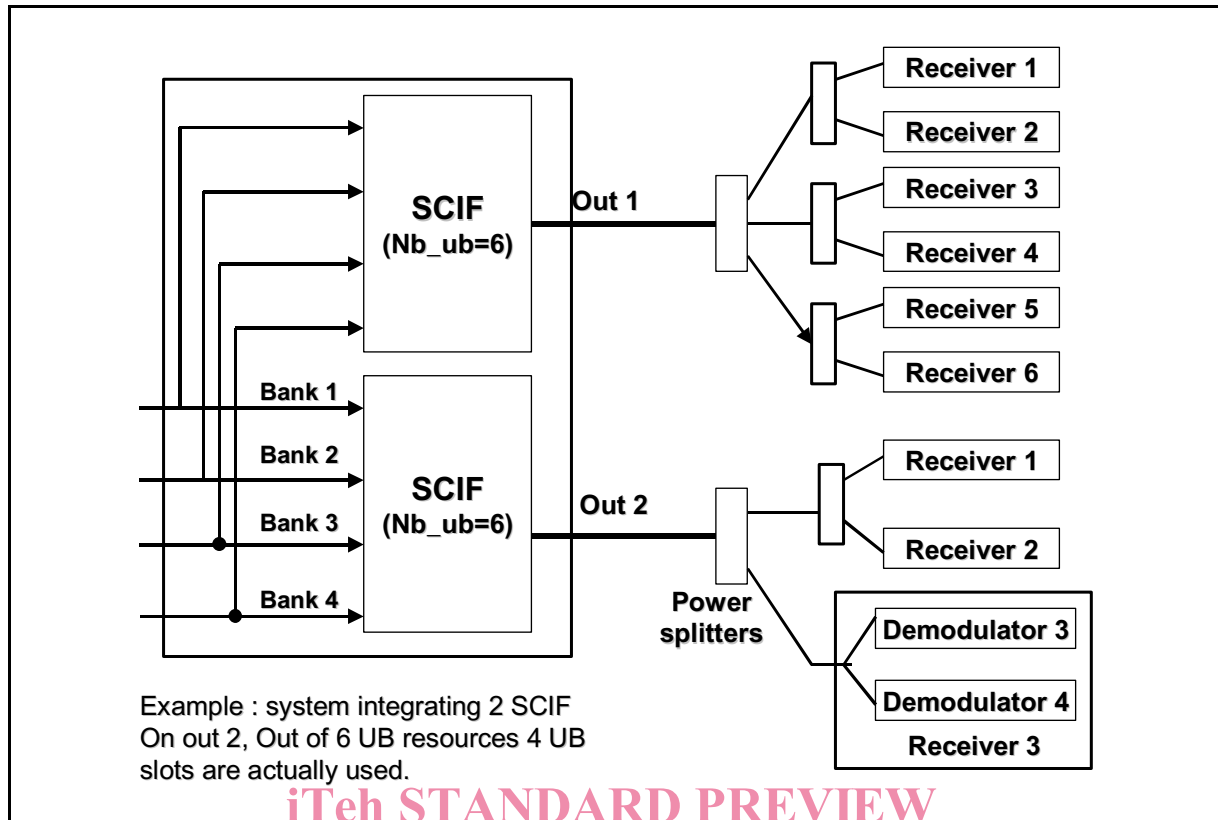 Receiver 1
Receiver 2
Receiver 3
Receiver 4
Receiver 5
Receiver 6
SCIF
(Nb_ub=6)
Out 1
Bank 1
Bank 2
Bank 3
Bank 4
SCIF
(Nb_ub=6)
Out 2
Power
splitters
Receiver 1
Receiver 2
Demodulator 3
Demodulator 4
Receiver 3
Example : system integrating 2 SCIF
On out 2, Out of 6 UB resources 4 UB
slots are actually used.
iTeh STANDARD PREVIEW